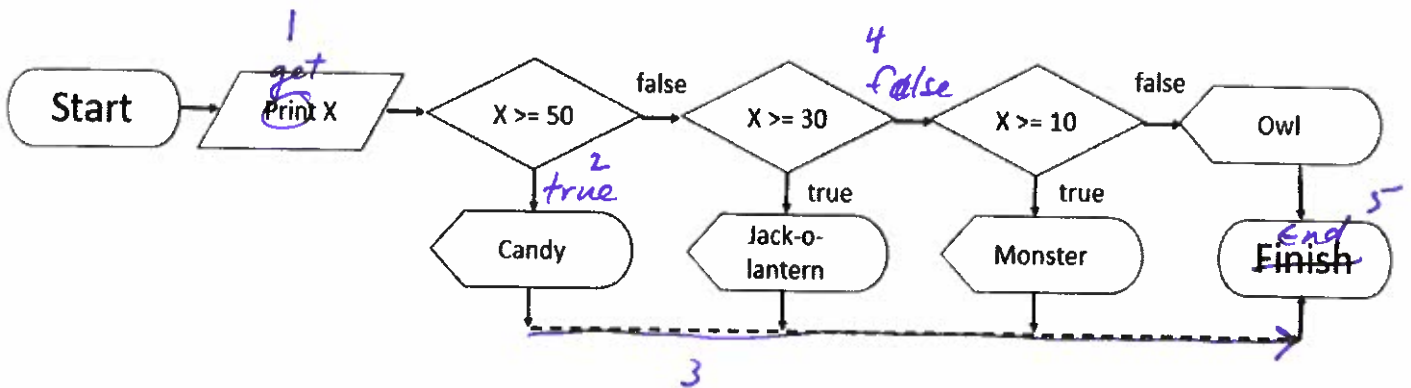 1
4
get
false
Start
Print X
X >= 50
false
X >= 30
X >= 10
false
Owl
2
true
true
true
5
Candy
Jack-o-
lantern
Monster
End
Finish
3